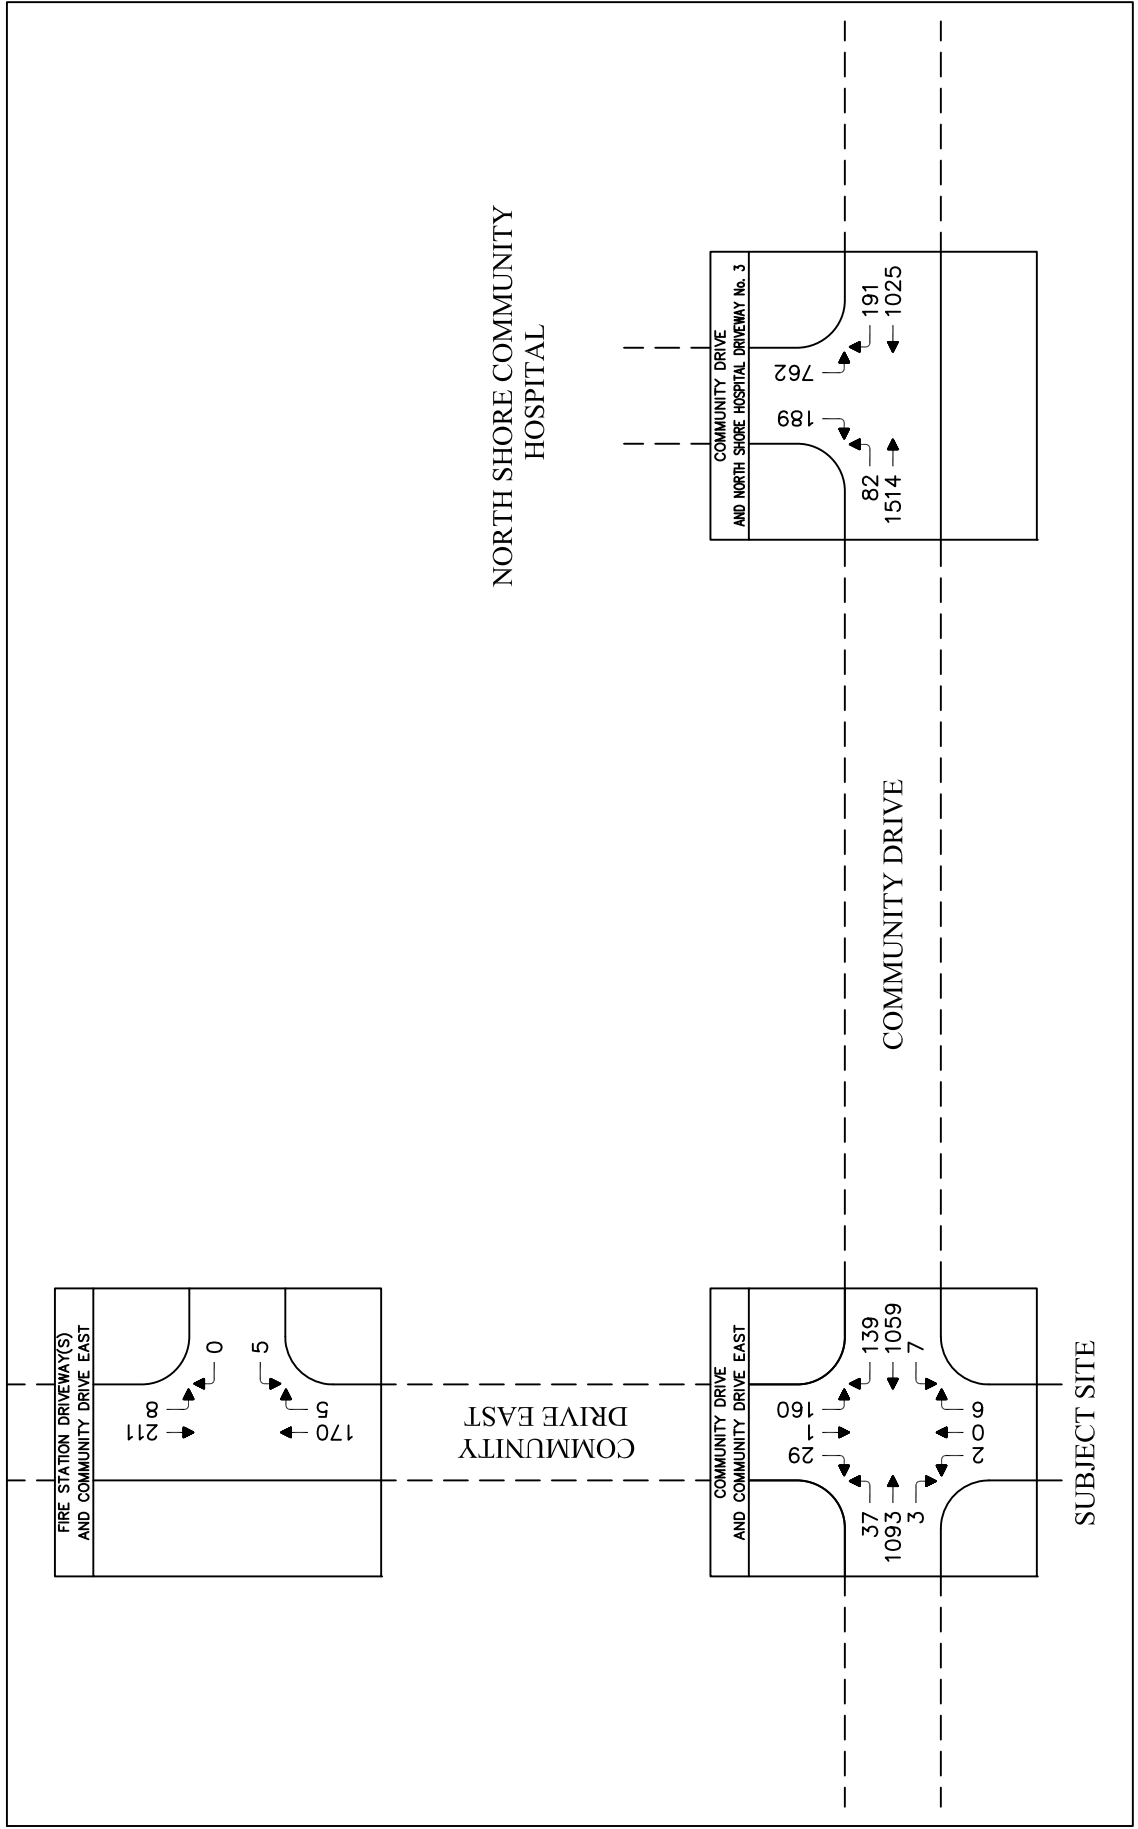 FIRE STATION DRIVEWAY(S)
AND COMMUNITY DRIVE EAST
211
8
0
5
5
170
COMMUNITY
DRIVE EAST
NORTH SHORE COMMUNITY
HOSPITAL
COMMUNITY DRIVE
AND COMMUNITY DRIVE EAST
29
1
160
139
1059
7
37
1093
3
2
0
6
SUBJECT SITE
COMMUNITY DRIVE
COMMUNITY DRIVE
AND NORTH SHORE HOSPITAL DRIVEWAY No. 3
189
762
191
1025
82
1514